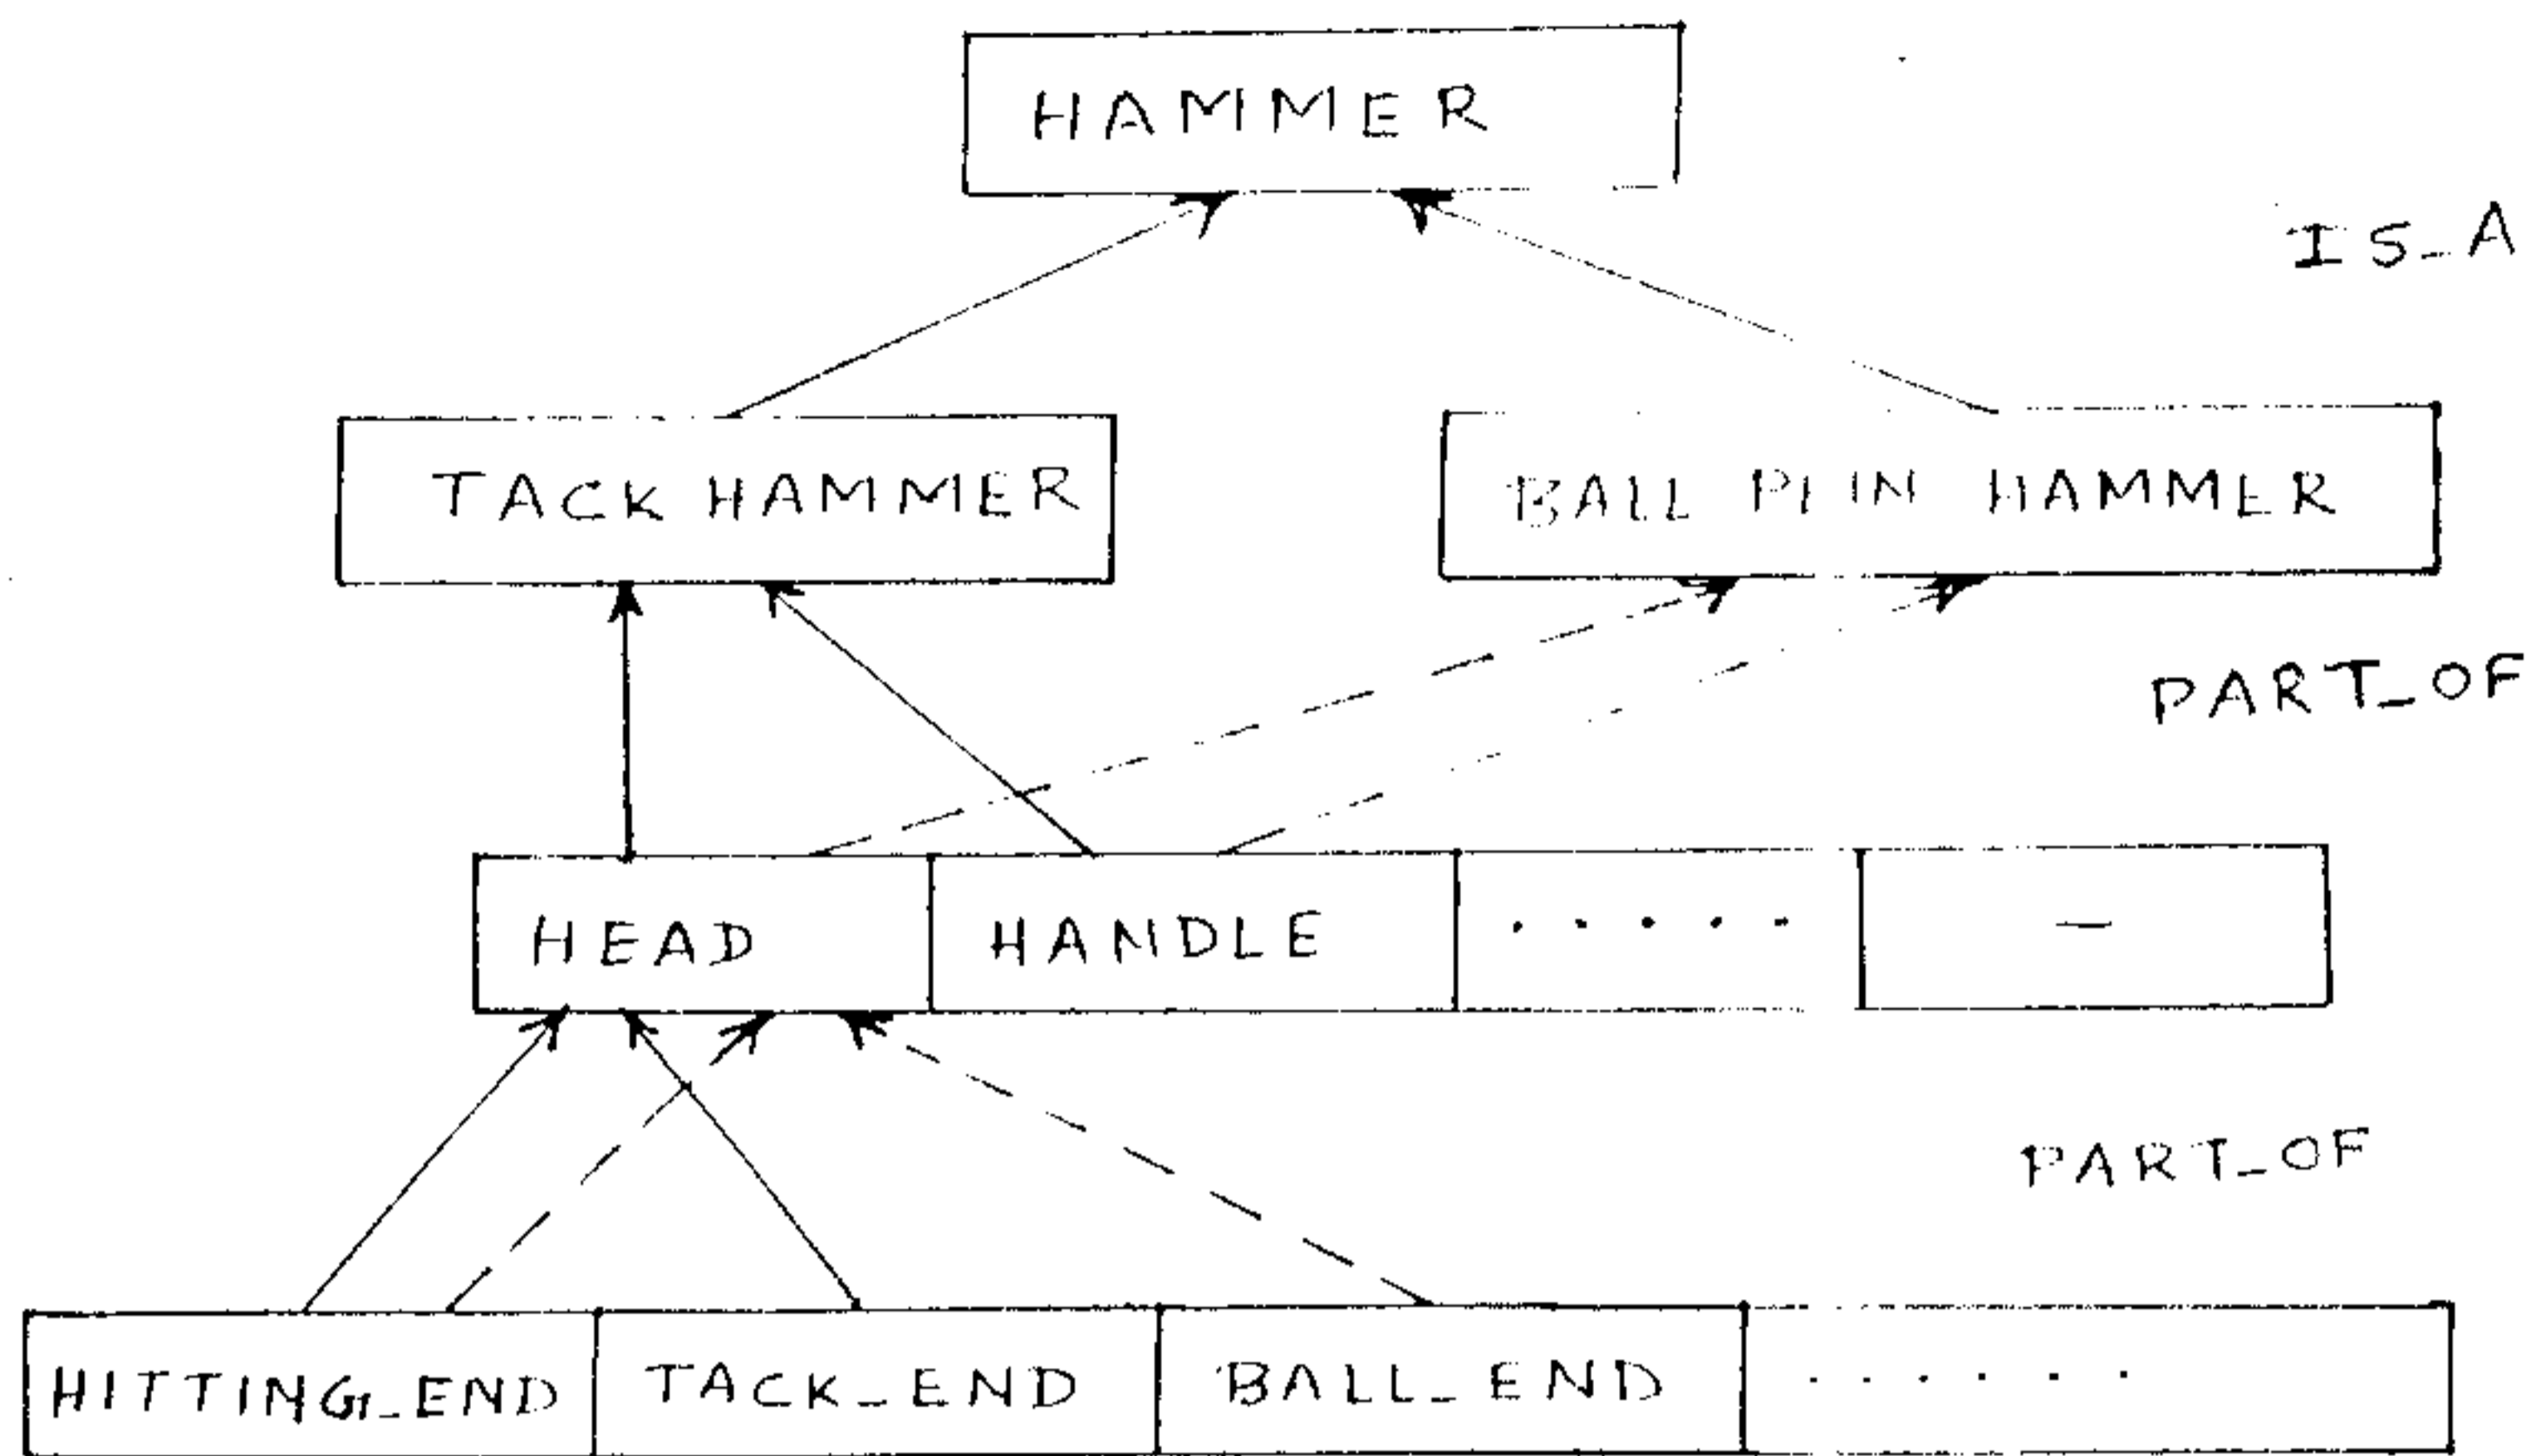 HAMMER
IS_A
TACK HAMMER
BALL PEIN HAMMER
PART_OF
HEAD HANDLE ..... —
PART_OF
HITTING_END TACK_END BALL_END ......